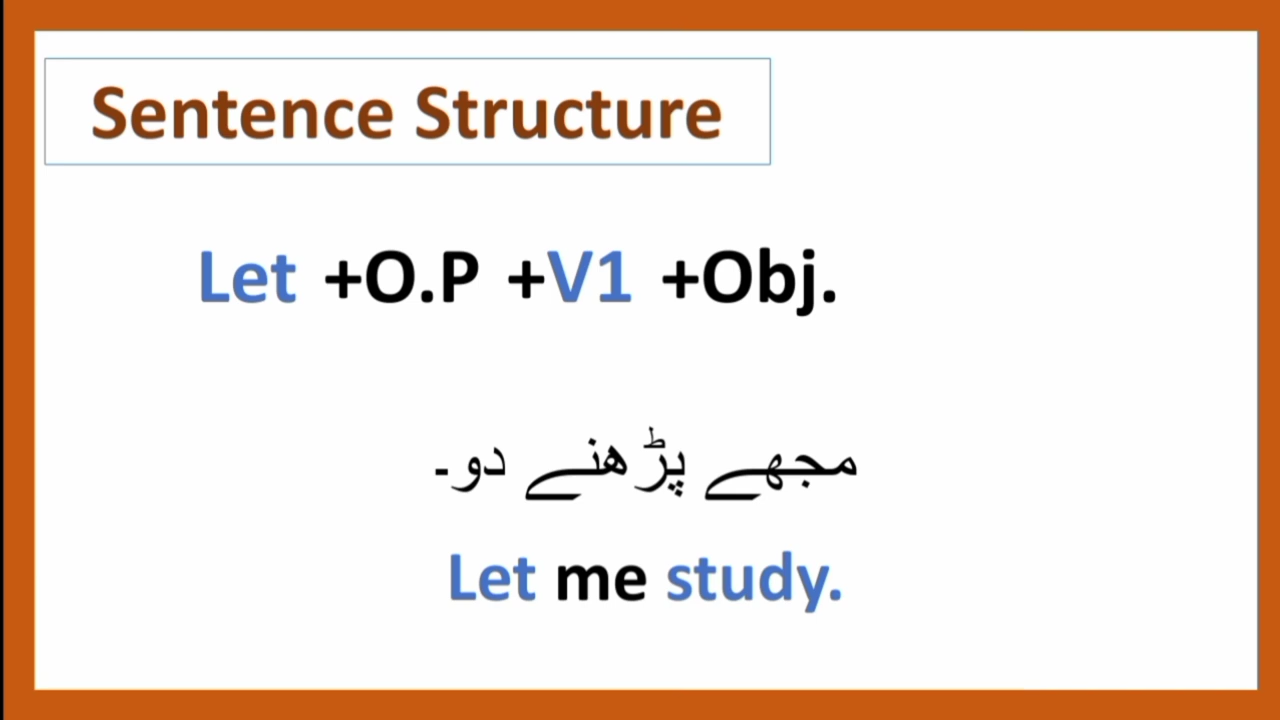 Sentence Structure
Let +O.P +V1 +Obj.
مجھے پڑھنے دو۔
Let me study.